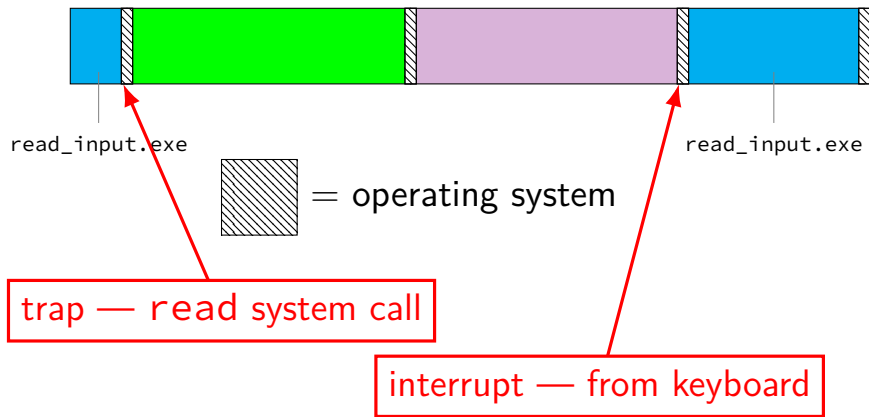 read_input.exe
read_input.exe
= operating system
trap — read system call
interrupt — from keyboard